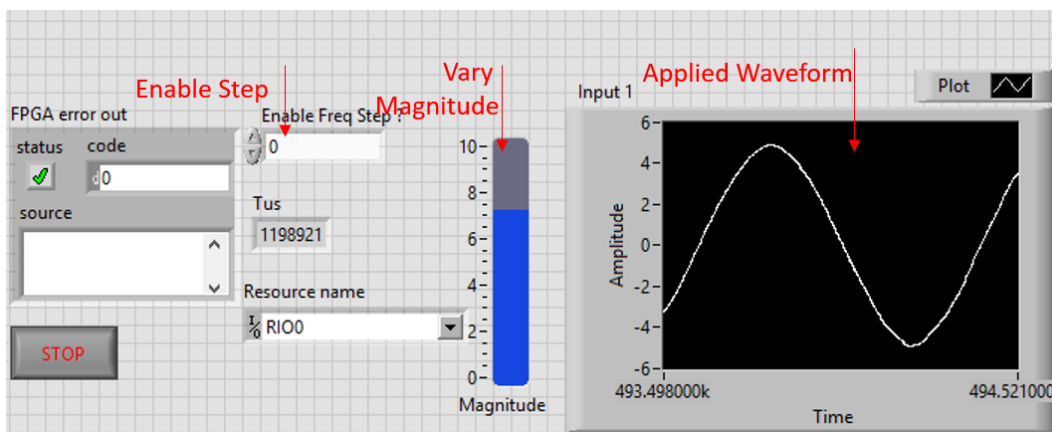 Enable Step
Vary
Magnitude
Applied Waveform
FPGA error out
status
code
d0
source
STOP
Enable Freq Step ?
0
Tus
1198921
Resource name
I/O RIO0
10
8
6
4
2
0
Magnitude
Input 1
Plot
Amplitude
6
4
2
0
-2
-4
-6
493.498000k
494.521000
Time